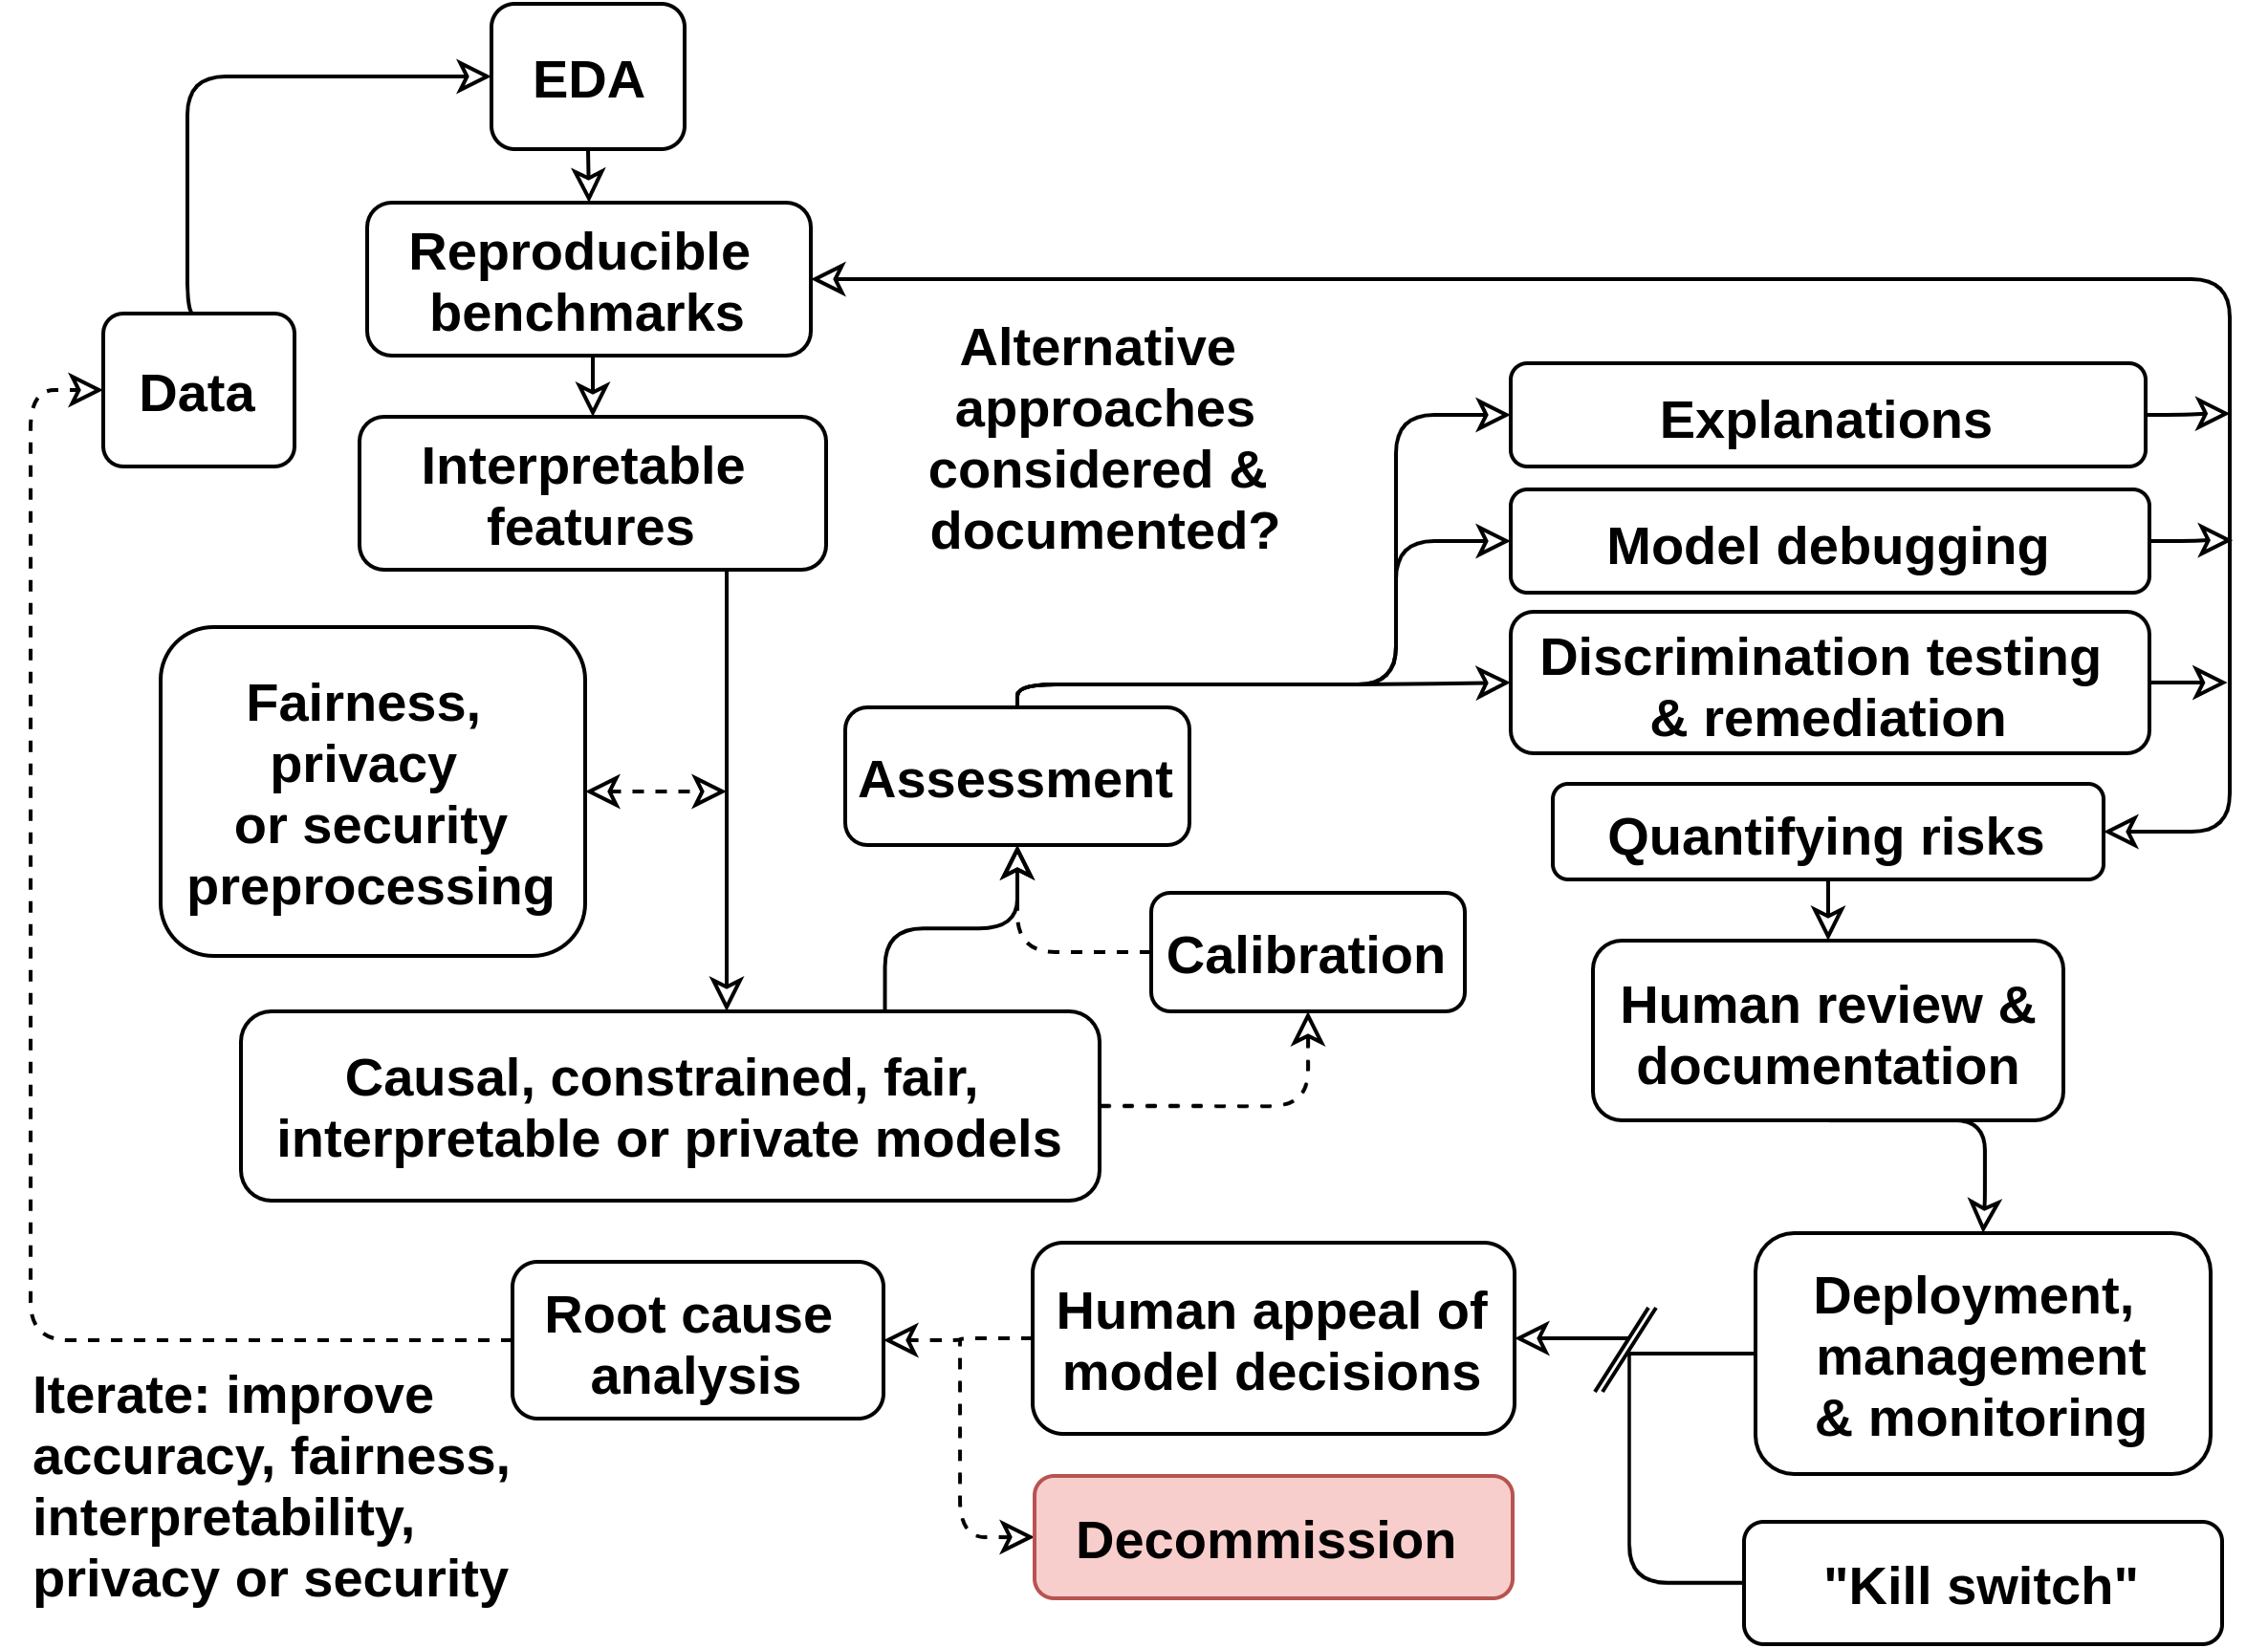 EDA
Reproducible
benchmarks
Data
Interpretable
features
Alternative
approaches
considered &
documented?
Explanations
Model debugging
Discrimination testing
& remediation
Fairness,
privacy
or security
preprocessing
Assessment
Quantifying risks
Calibration
Human review &
documentation
Causal, constrained, fair,
interpretable or private models
Root cause
analysis
Human appeal of
model decisions
Deployment,
management
& monitoring
Iterate: improve
accuracy, fairness,
interpretability,
privacy or security
Decommission
"Kill switch"